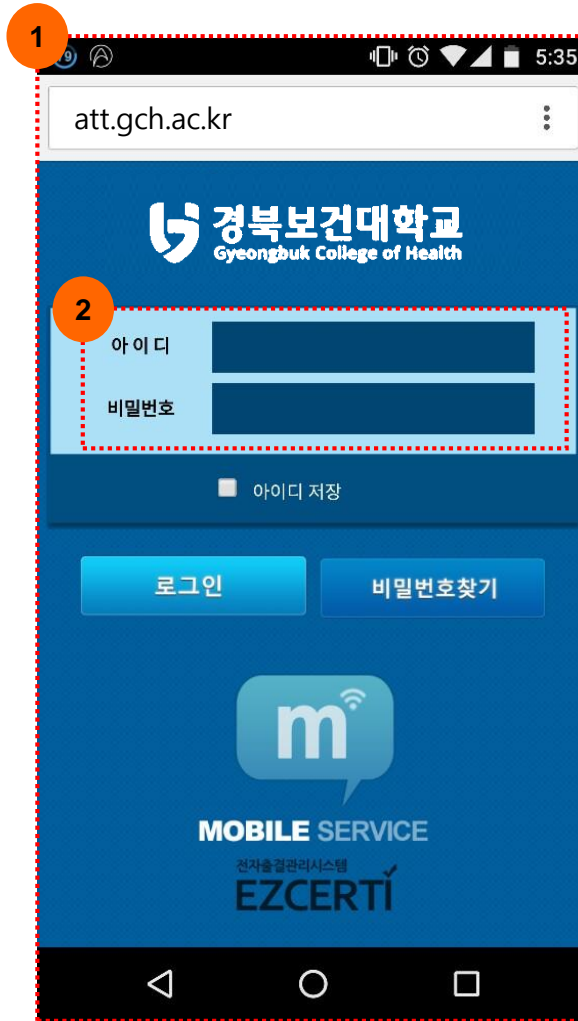 1
9 5:35
att.gch.ac.kr
경북보건대학교
Gyeongbuk College of Health
2
아 이 디
비밀번호
아이디 저장
로그인 비밀번호찾기
m
MOBILE SERVICE
전자출결관리시스템
EZCERTI